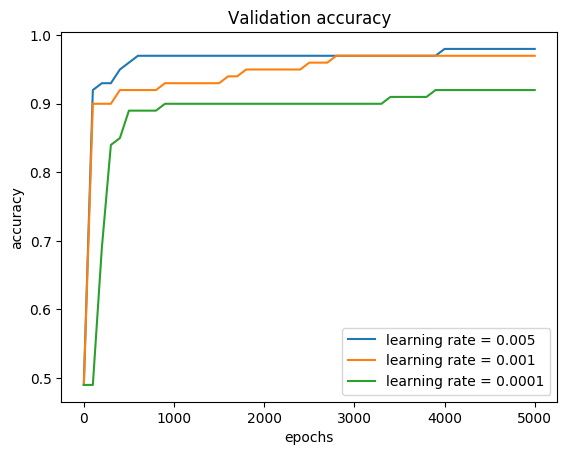 Validation accuracy
1.0
0.9
0.8
0.7
0.6
0.5
accuracy
learning rate = 0.005
learning rate = 0.001
learning rate = 0.0001
0 1000 2000 3000 4000 5000
epochs